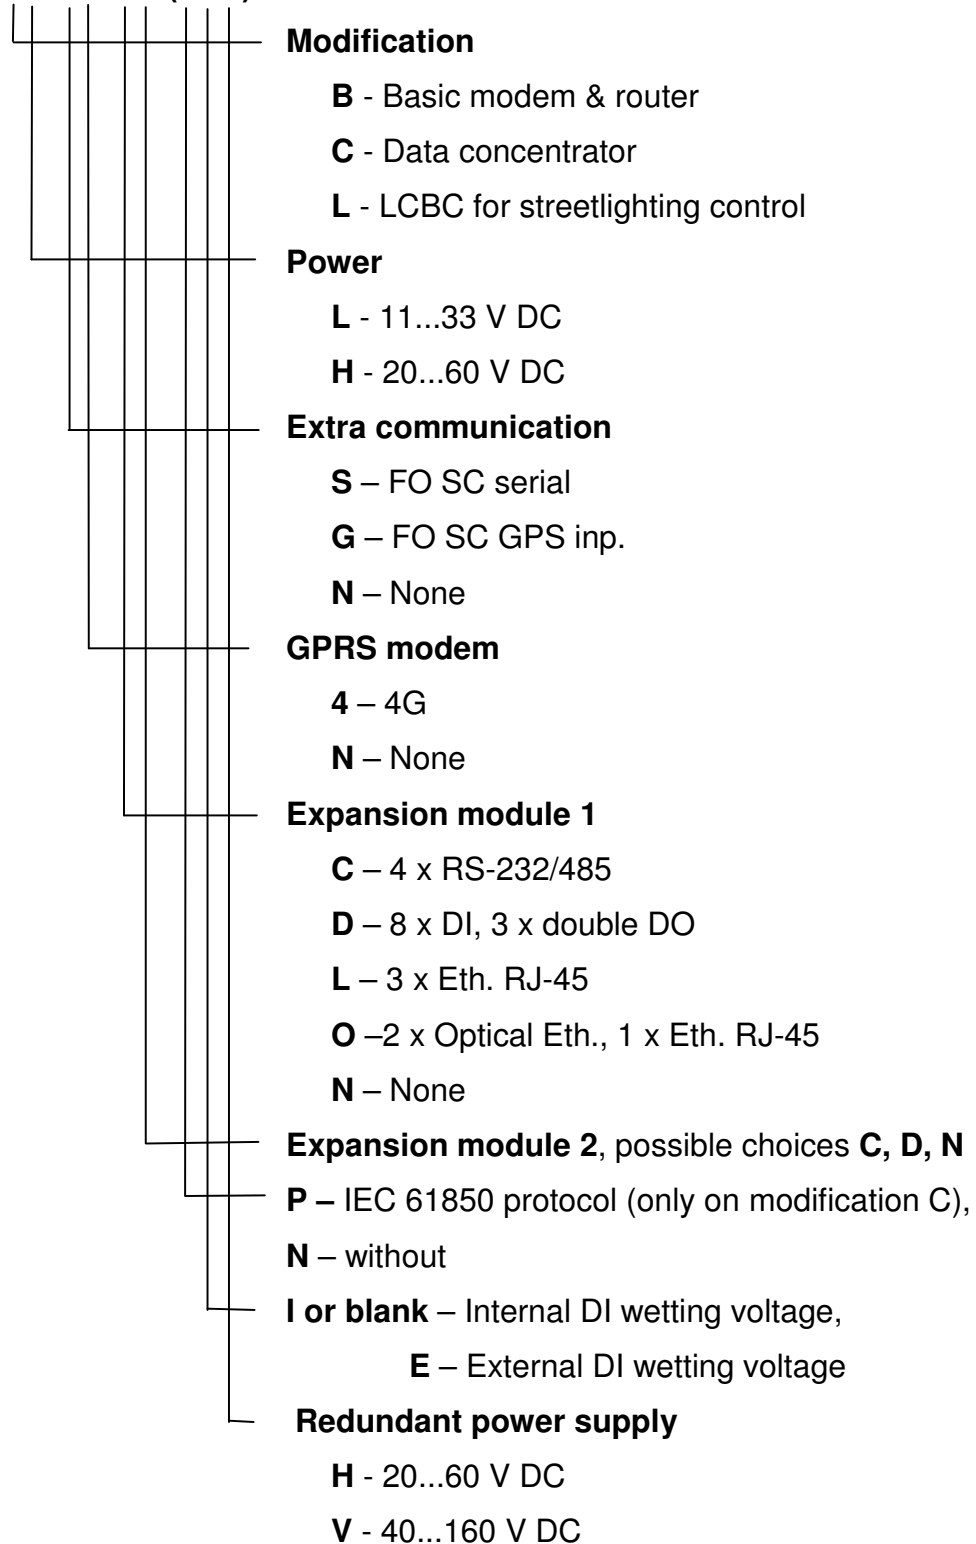 Modification
B - Basic modem & router
C - Data concentrator
L - LCBC for streetlighting control
Power
L - 11...33 V DC
H - 20...60 V DC
Extra communication
S – FO SC serial
G – FO SC GPS inp.
N – None
GPRS modem
4 – 4G
N – None
Expansion module 1
C – 4 x RS-232/485
D – 8 x DI, 3 x double DO
L – 3 x Eth. RJ-45
O –2 x Optical Eth., 1 x Eth. RJ-45
N – None
Expansion module 2, possible choices C, D, N
P – IEC 61850 protocol (only on modification C),
N – without
I or blank – Internal DI wetting voltage,
E – External DI wetting voltage
Redundant power supply
H - 20...60 V DC
V - 40...160 V DC